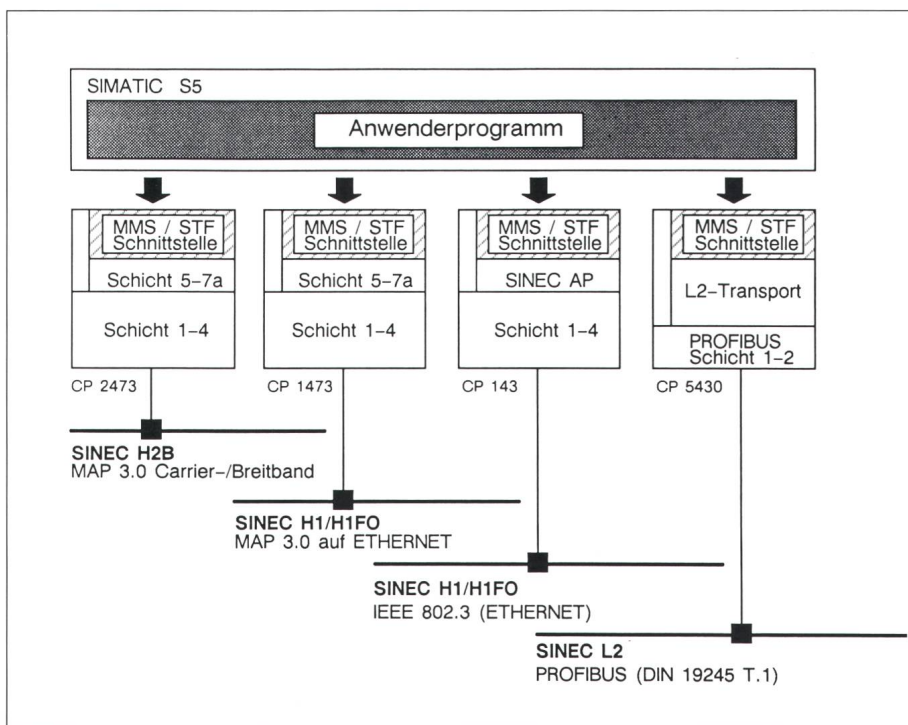 SIMATIC S5
Anwenderprogramm
MMS / STF
Schnittstelle
Schicht 5-7a
Schicht 1-4
CP 2473
MMS / STF
Schnittstelle
Schicht 5-7a
Schicht 1-4
CP 1473
MMS / STF
Schnittstelle
SINEC AP
Schicht 1-4
CP 143
MMS / STF
Schnittstelle
L2-Transport
PROFIBUS
Schicht 1-2
CP 5430
SINEC H2B
MAP 3.0 Carrier-/Breitband
SINEC H1/H1FO
MAP 3.0 auf ETHERNET
SINEC H1/H1FO
IEEE 802.3 (ETHERNET)
SINEC L2
PROFIBUS (DIN 19245 T.1)